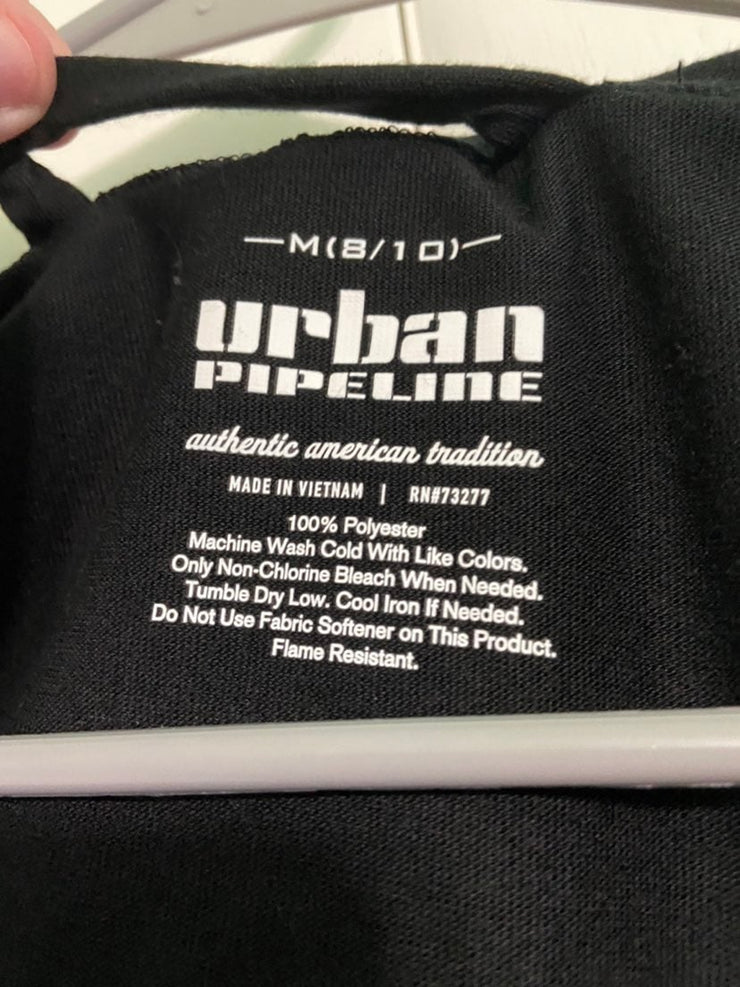 M(8/10)
urban
PIPELINE
authentic american tradition
MADE IN VIETNAM | RN#73277
100% Polyester
Machine Wash Cold With Like Colors.
Only Non-Chlorine Bleach When Needed.
Tumble Dry Low. Cool Iron If Needed.
Do Not Use Fabric Softener on This Product.
Flame Resistant.